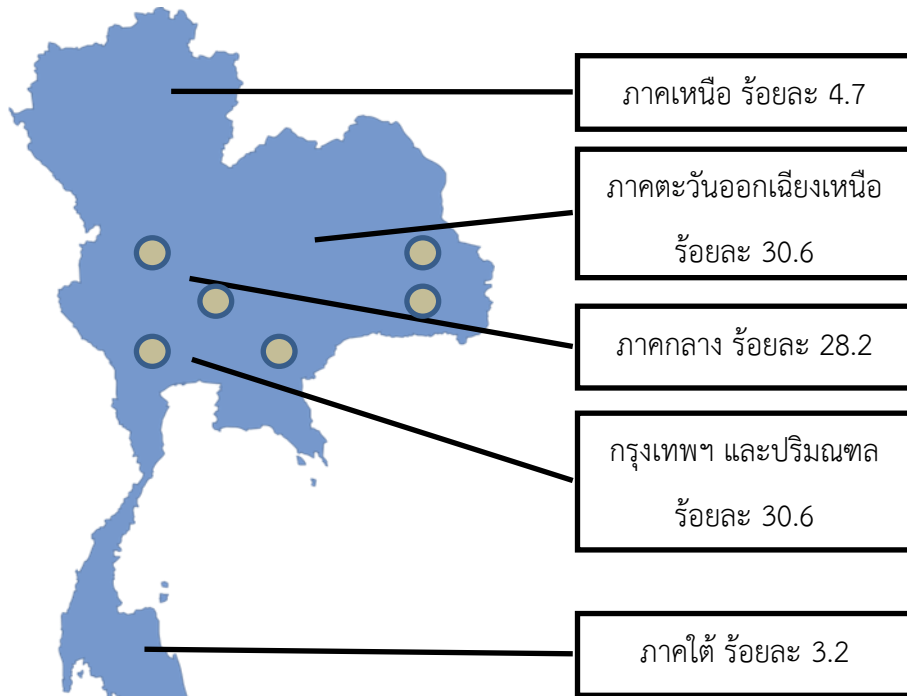 ภาคเหนือ ร้อยละ 4.7
ภาคตะวันออกเฉียงเหนือ
ร้อยละ 30.6
ภาคกลาง ร้อยละ 28.2
กรุงเทพฯ และปริมณฑล
ร้อยละ 30.6
ภาคใต้ ร้อยละ 3.2